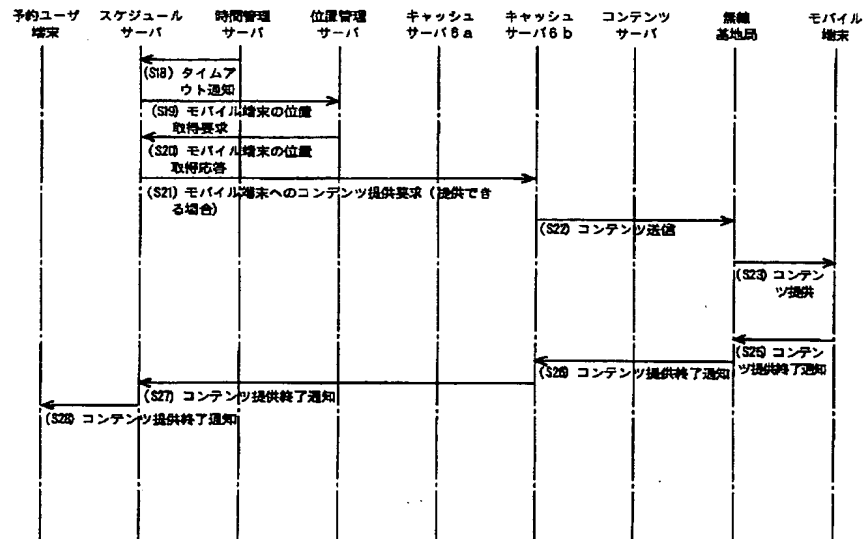 予約ユーザ
端末
スケジュール
サーバ
時間管理
サーバ
位置管理
サーバ
キャッシュ
サーバ6a
キャッシュ
サーバ6b
コンテンツ
サーバ
無線
基地局
モバイル
端末
(S18) タイムア
ウト通知
(S19) モバイル端末の位置
取得要求
(S20) モバイル端末の位置
取得応答
(S21) モバイル端末へのコンテンツ提供要求(提供でき
る場合)
(S22) コンテンツ送信
(S23) コンテン
ツ提供
(S25) コンテン
ツ提供終了通知
(S26) コンテンツ提供終了通知
(S27) コンテンツ提供終了通知
(S28) コンテンツ提供終了通知